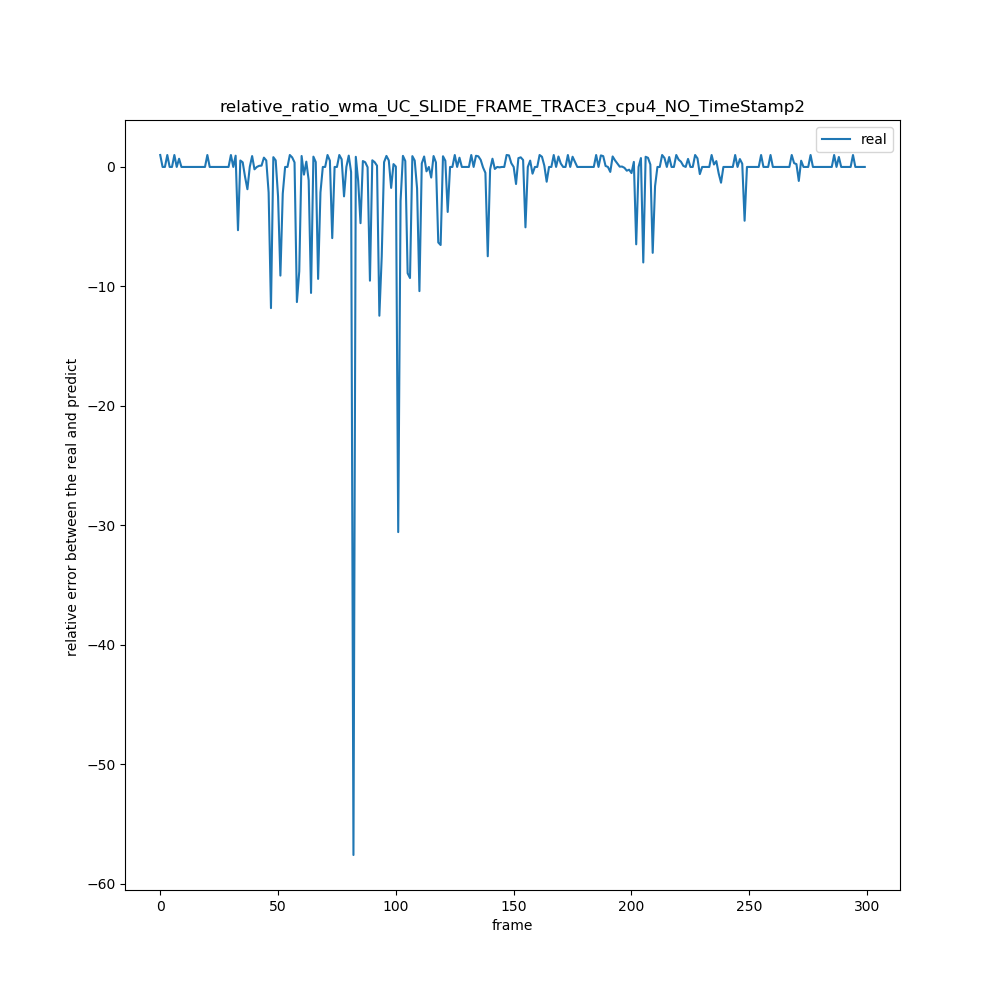 relative_ratio_wma_UC_SLIDE_FRAME_TRACE3_cpu4_NO_TimeStamp2
real
0
−10
−20
−30
−40
−50
−60
relative error between the real and predict
0 50 100 150 200 250 300
frame